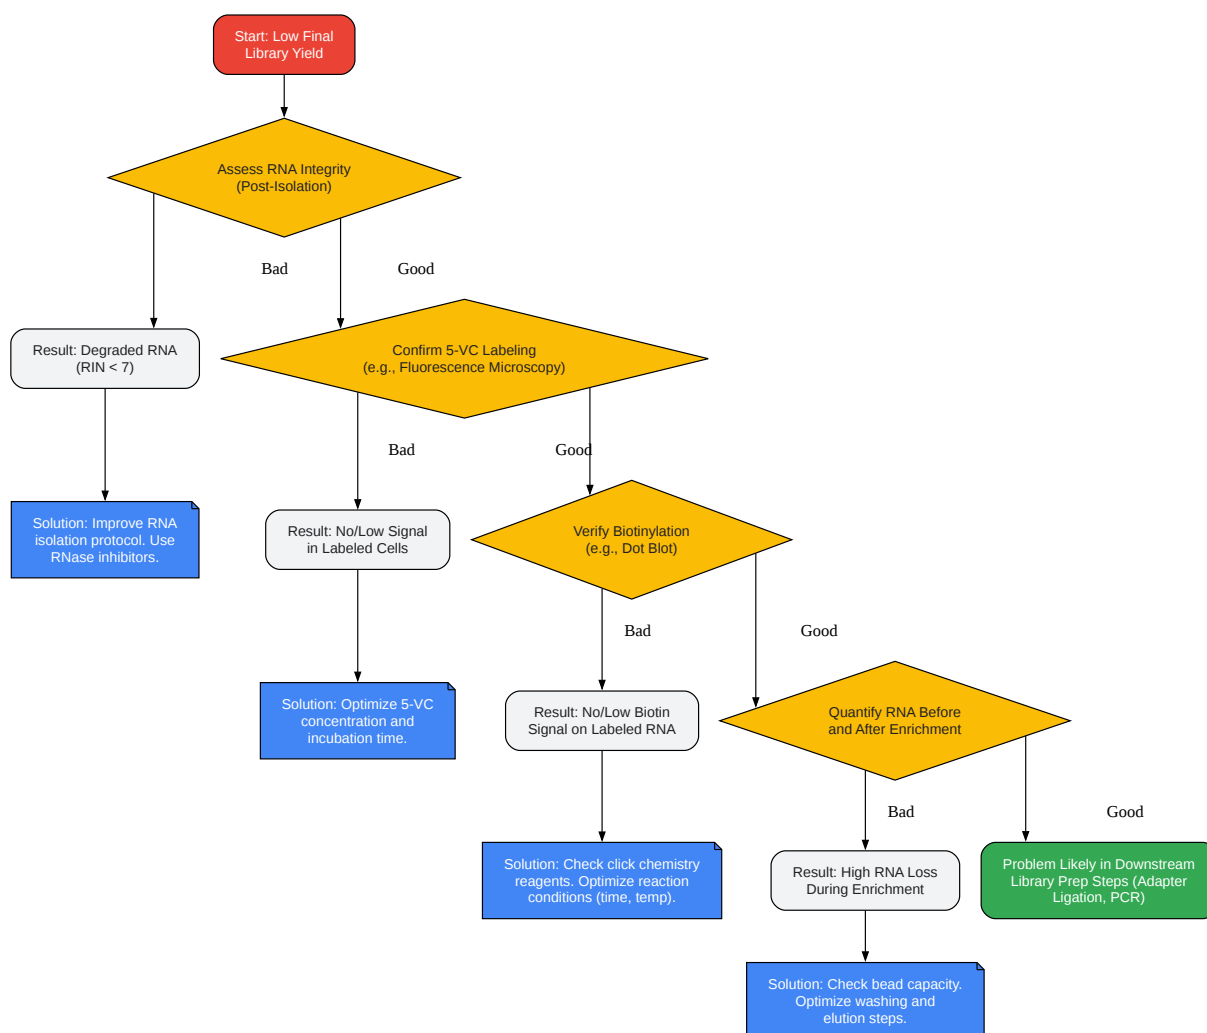 Start: Low Final
Library Yield
Assess RNA Integrity
(Post-Isolation)
Bad
Good
Result: Degraded RNA
(RIN < 7)
Confirm 5-VC Labeling
(e.g., Fluorescence Microscopy)
Bad
Good
Solution: Improve RNA
isolation protocol. Use
RNase inhibitors.
Result: No/Low Signal
in Labeled Cells
Verify Biotinylation
(e.g., Dot Blot)
Bad
Good
Solution: Optimize 5-VC
concentration and
incubation time.
Result: No/Low Biotin
Signal on Labeled RNA
Quantify RNA Before
and After Enrichment
Bad
Good
Solution: Check click chemistry
reagents. Optimize reaction
conditions (time, temp).
Result: High RNA Loss
During Enrichment
Problem Likely in Downstream
Library Prep Steps (Adapter
Ligation, PCR)
Solution: Check bead capacity.
Optimize washing and
elution steps.